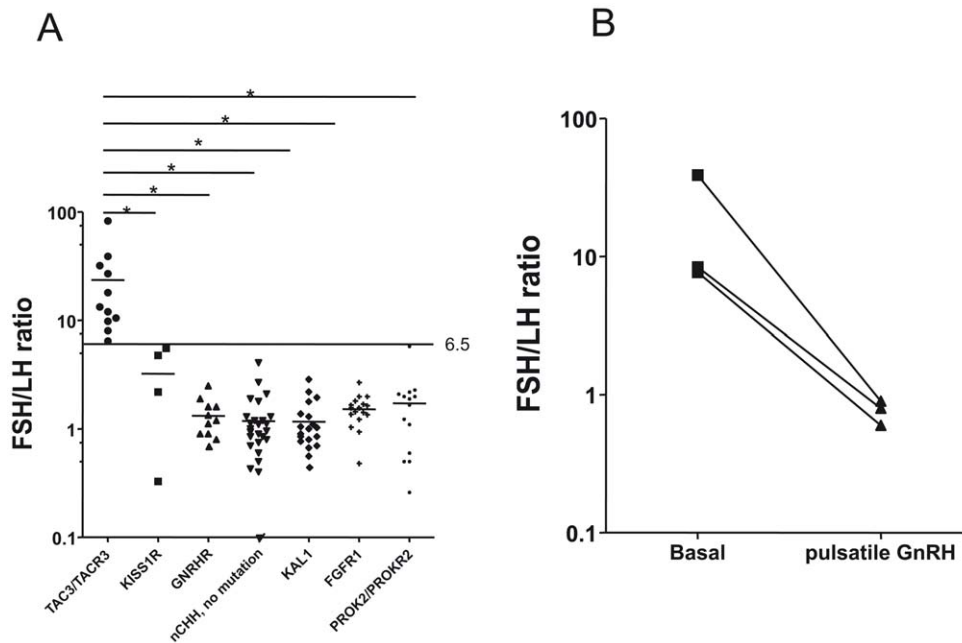 A
*
*
*
*
*
*
FSH/LH ratio
100
10
1
0.1
6.5
TAC3/TACR3
KISS1R
GNRHR
nCHH, no mutation
KAL1
FGFR1
PROK2/PROKR2
B
FSH/LH ratio
100
10
1
0.1
Basal
pulsatile GnRH